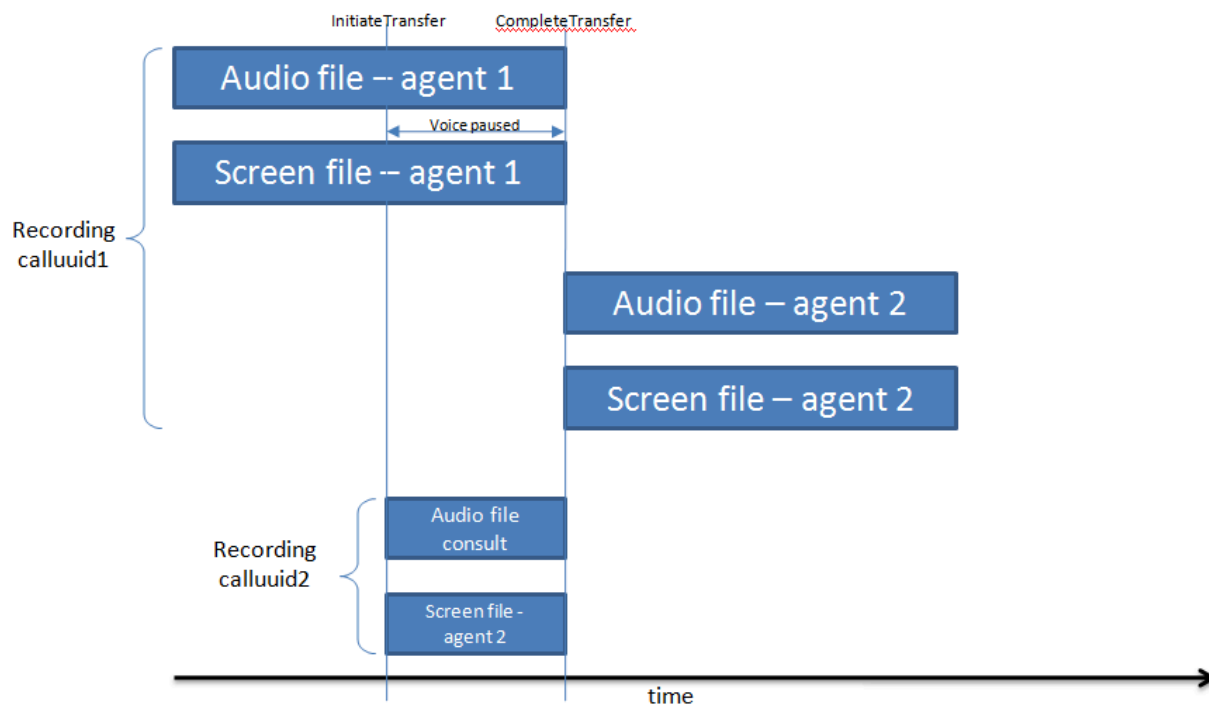 InitiateTransfer
CompleteTransfer
Audio file -- agent 1
Voice paused
Screen file -- agent 1
Recording
calluuid1
Audio file – agent 2
Screen file – agent 2
Audio file
consult
Recording
calluuid2
Screen file -
agent 2
time